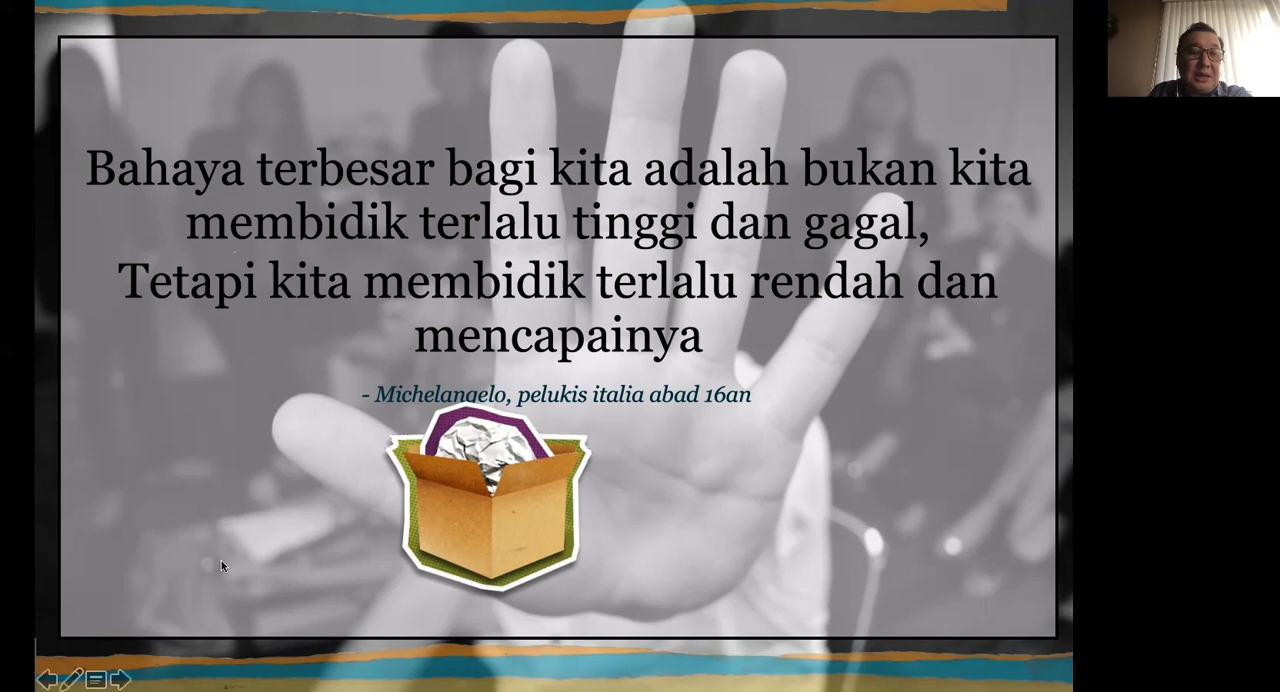 Bahaya terbesar bagi kita adalah bukan kita
membidik terlalu tinggi dan gagal,
Tetapi kita membidik terlalu rendah dan
mencapainya
- Michelangelo, pelukis italia abad 16an